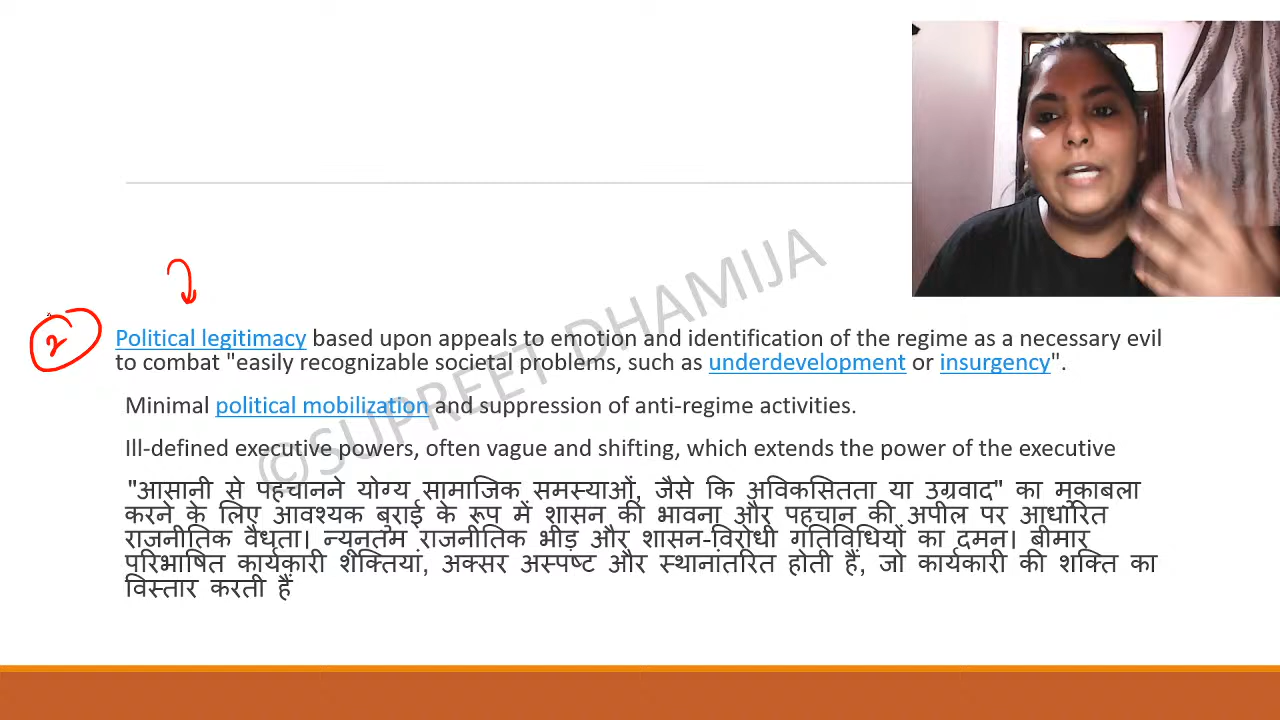 2
Political legitimacy based upon appeals to emotion and identification of the regime as a necessary evil
to combat "easily recognizable societal problems, such as underdevelopment or insurgency".
Minimal political mobilization and suppression of anti-regime activities.
Ill-defined executive powers, often vague and shifting, which extends the power of the executive
"आसानी से पहचानने योग्य सामाजिक समस्याओं, जैसे कि अविकसितता या उग्रवाद" का मुकाबला
करने के लिए आवश्यक बुराई के रूप में शासन की भावना और पहचान की अपील पर आधारित
राजनीतिक वैधता। न्यूनतम राजनीतिक भीड़ और शासन-विरोधी गतिविधियों का दमन। बीमार
परिभाषित कार्यकारी शक्तियां, अक्सर अस्पष्ट और स्थानांतरित होती हैं, जो कार्यकारी की शक्ति का
विस्तार करती हैं
©SUPREET DHAMIJA